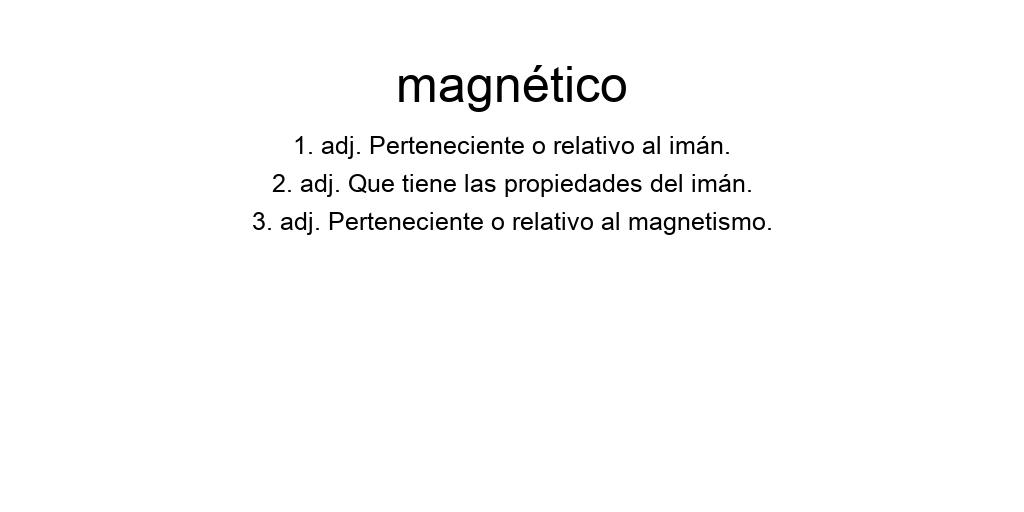 magnético
1. adj. Perteneciente o relativo al imán.
2. adj. Que tiene las propiedades del imán.
3. adj. Perteneciente o relativo al magnetismo.